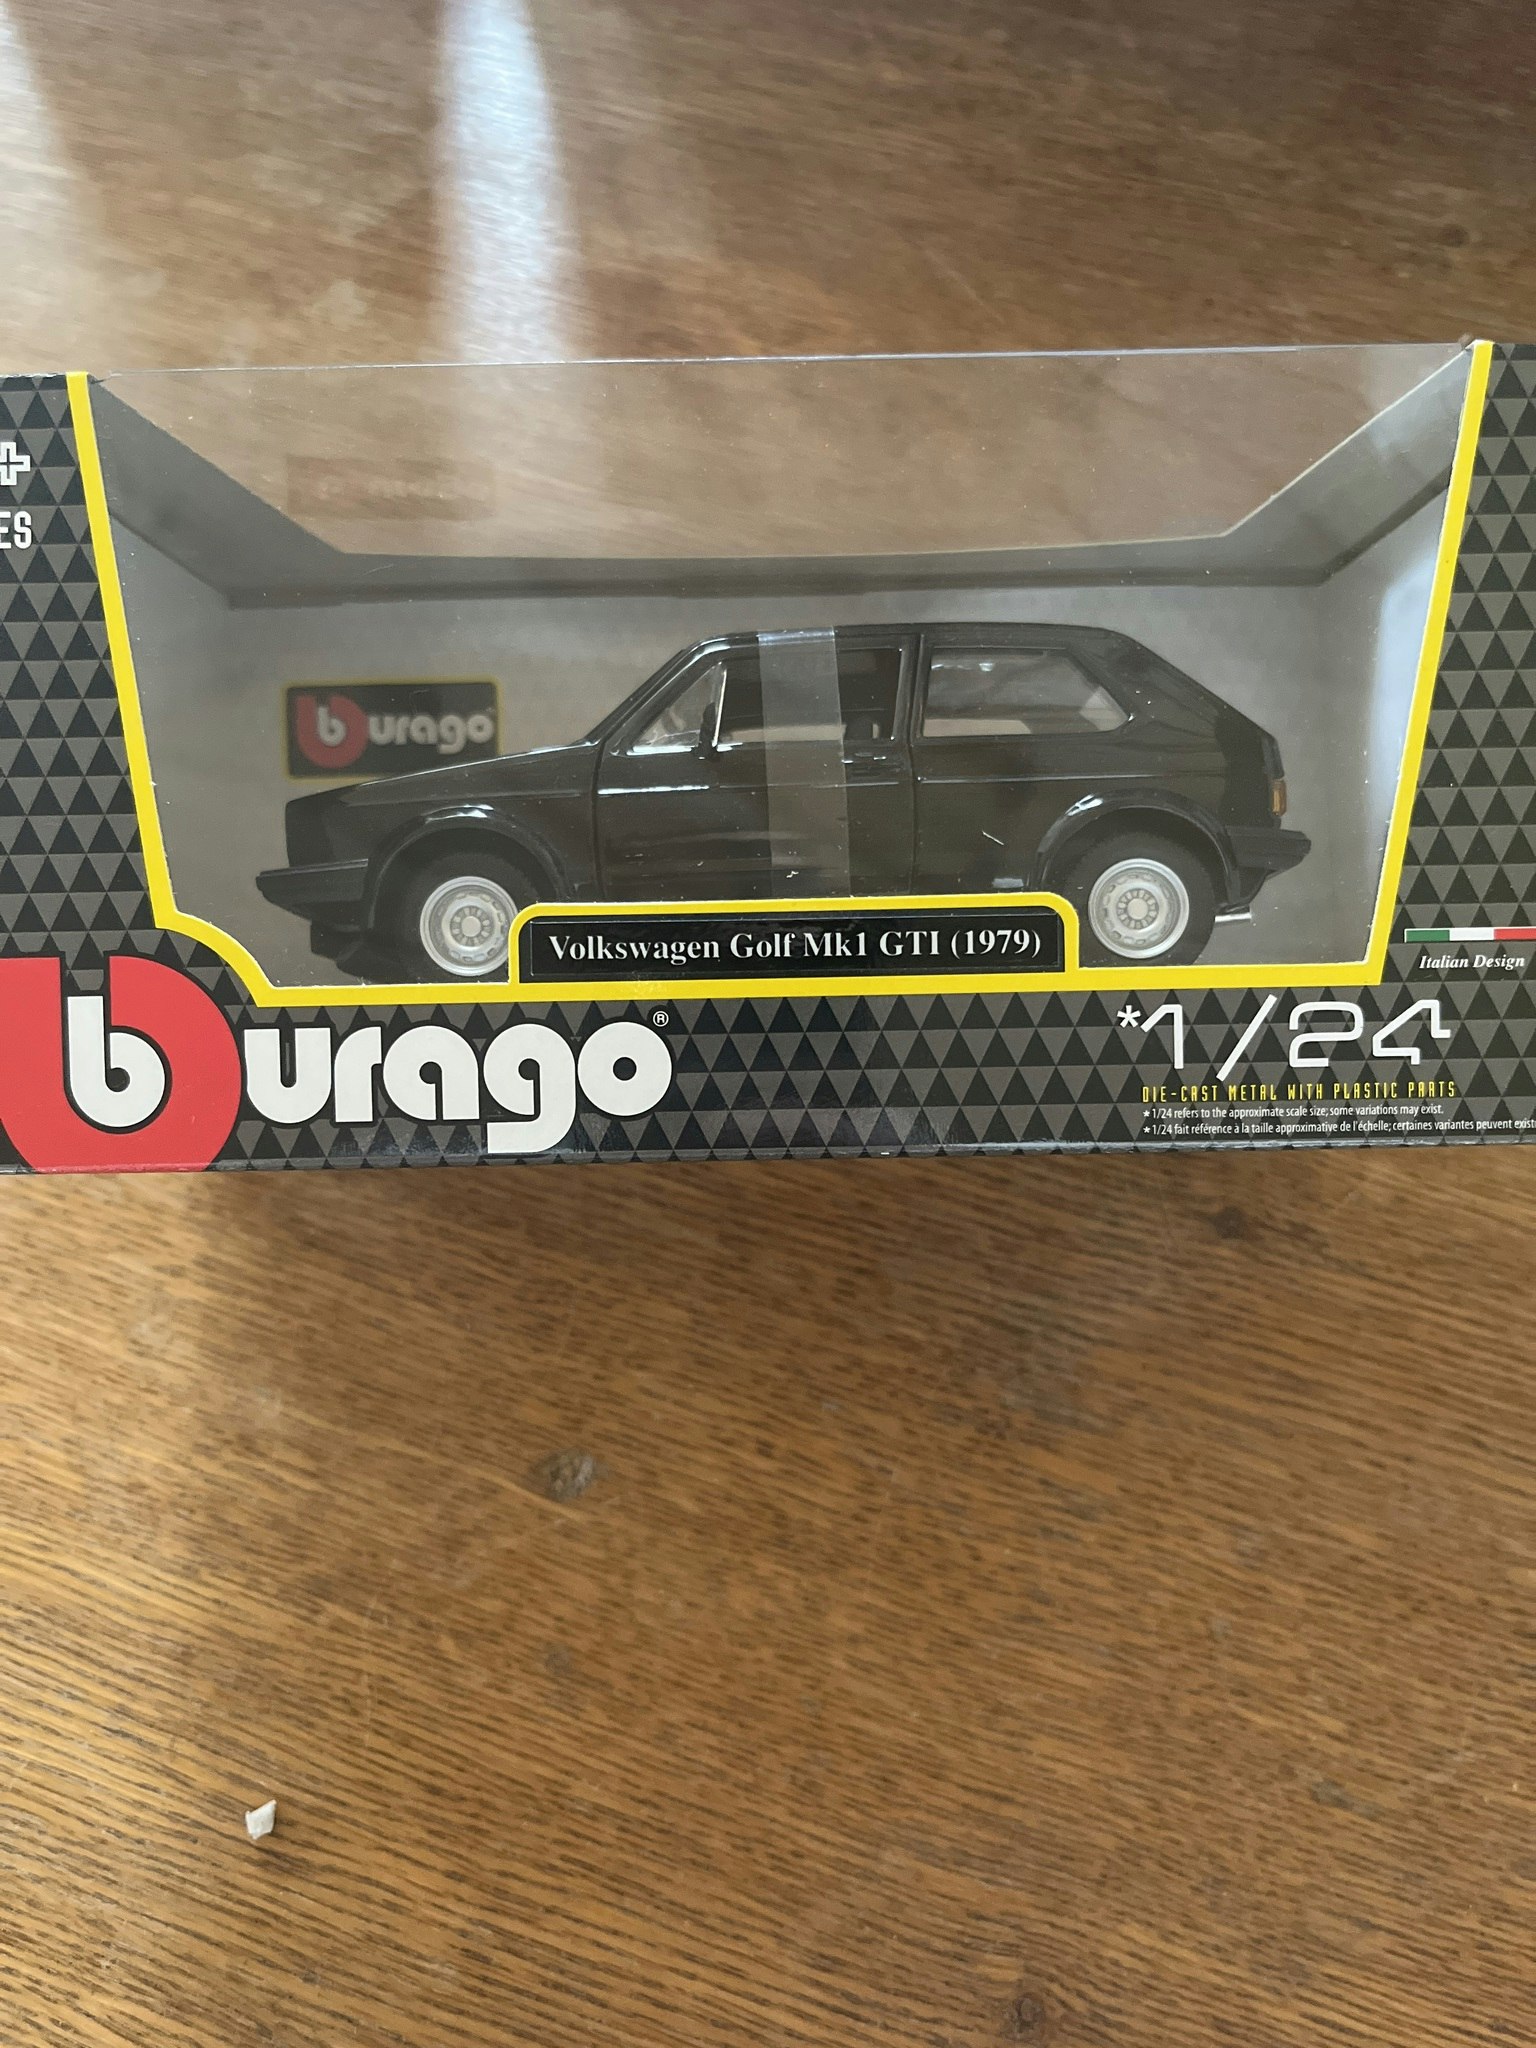 +
ES
burago
Volkswagen Golf Mk1 GTI (1979)
Italian Design
burago®
*1/24
DIE-CAST METAL WITH PLASTIC PARTS
* 1/24 refers to the approximate scale size; some variations may exist.
* 1/24 fait référence à la taille approximative de l'échelle; certaines variantes peuvent exist